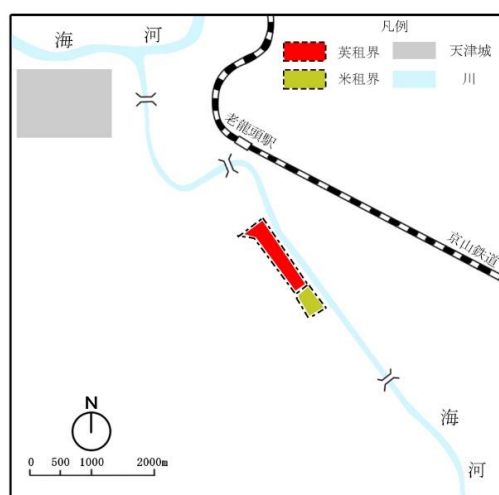 海 河
凡例
英租界 天津城
米租界 川
老龍頭駅
京山鉄道
N
0 500 1000 2000m
海
河